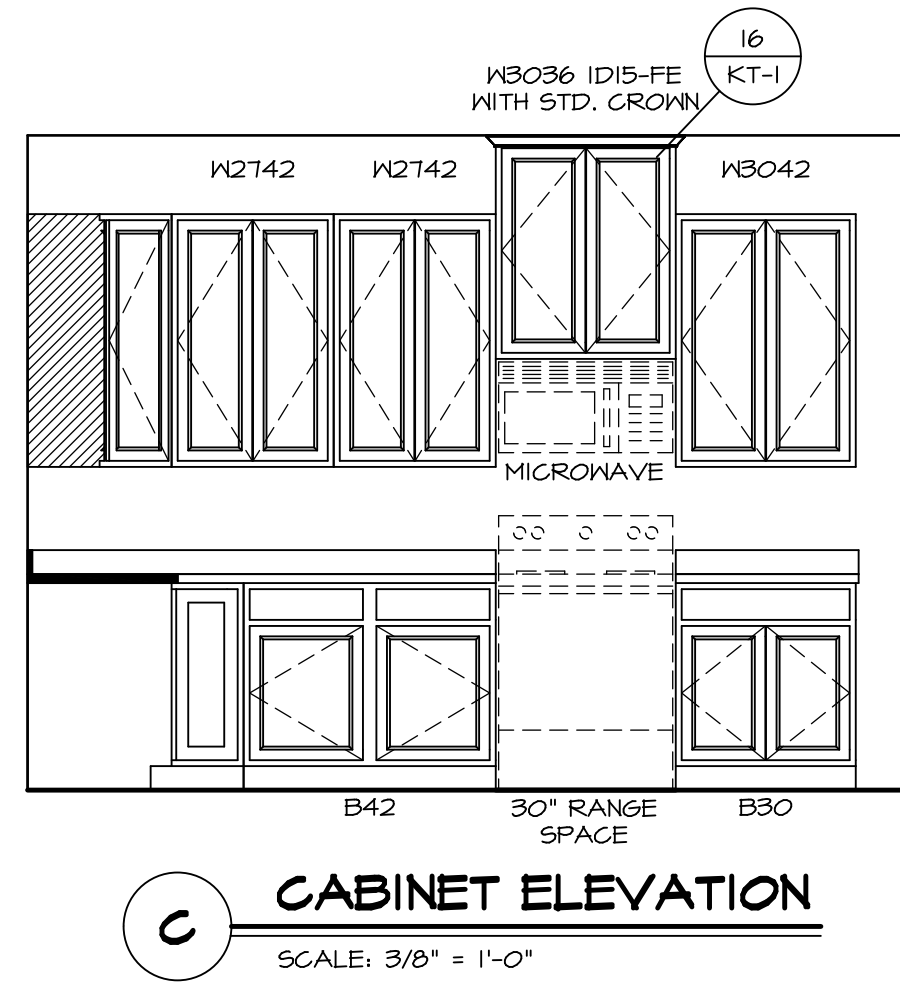 16
KT-1
W3036 1D15-FE
WITH STD. CROWN
W2742
W2742
W3042
MICROWAVE
B42
30" RANGE
SPACE
B30
C
CABINET ELEVATION
SCALE: 3/8" = 1'-0"